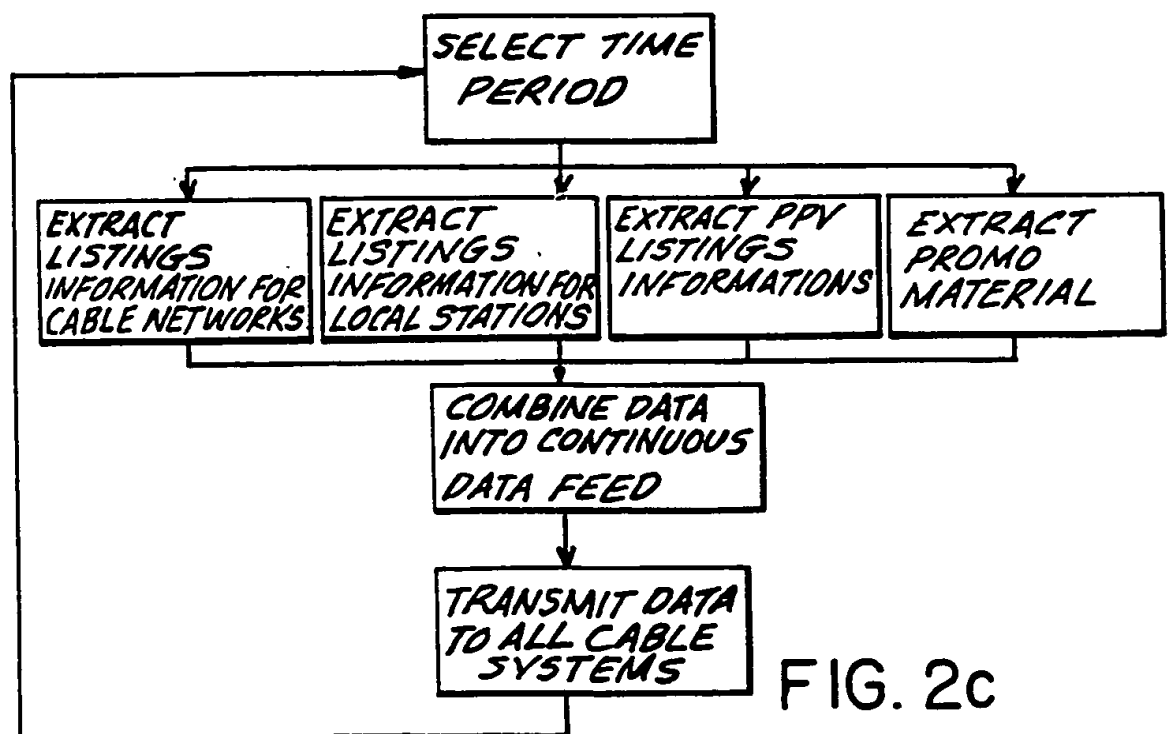 SELECT TIME
PERIOD
EXTRACT
LISTINGS
INFORMATION FOR
CABLE NETWORKS
EXTRACT
LISTINGS
INFORMATION FOR
LOCAL STATIONS
EXTRACT PPV
LISTINGS
INFORMATIONS
EXTRACT
PROMO
MATERIAL
COMBINE DATA
INTO CONTINUOUS
DATA FEED
TRANSMIT DATA
TO ALL CABLE
SYSTEMS
FIG. 2c